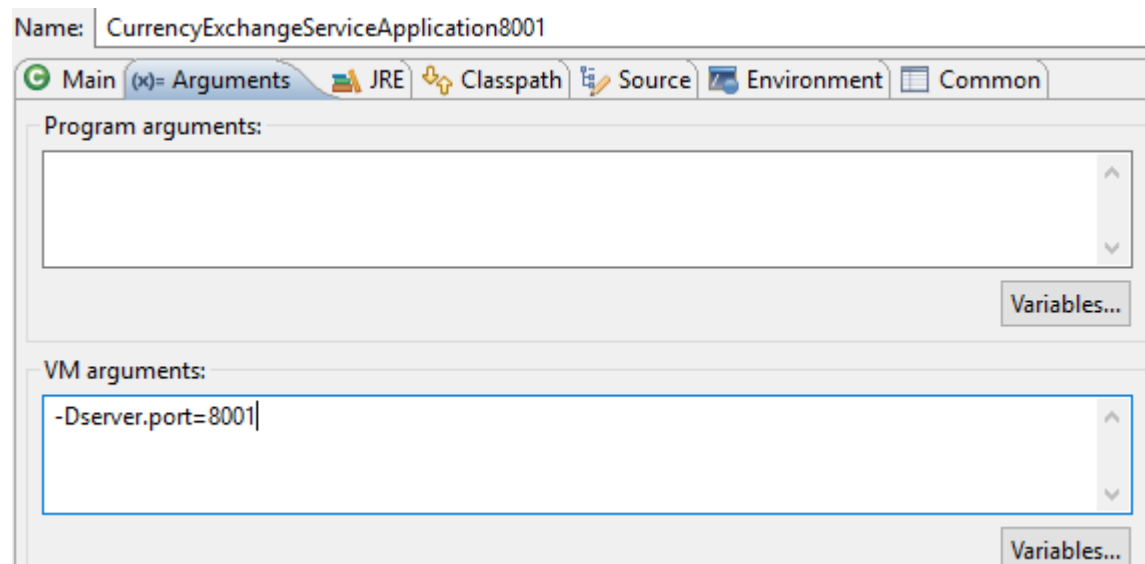 Name: CurrencyExchangeServiceApplication8001
Main (x)= Arguments JRE Classpath Source Environment Common
Program arguments:
Variables...
VM arguments:
-Dserver.port=8001
Variables...